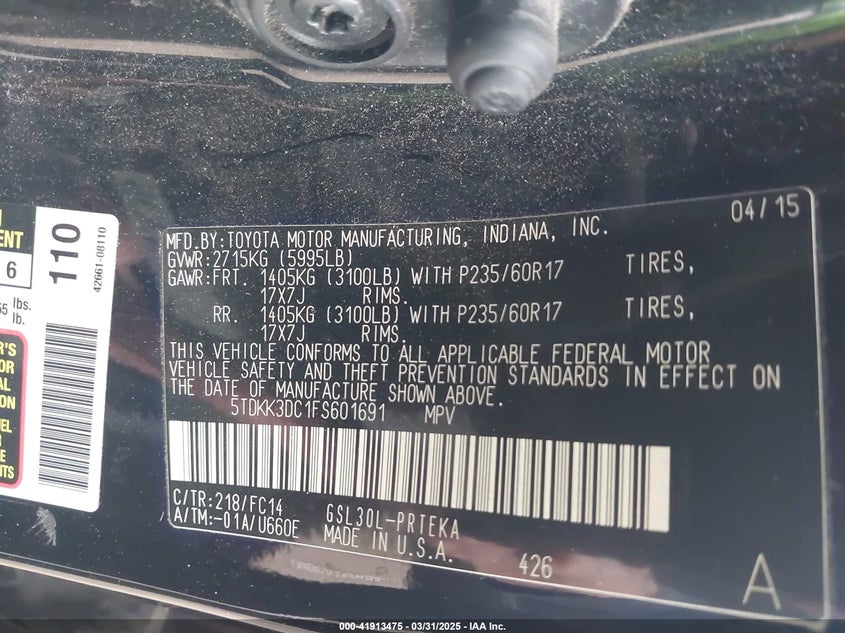 04/15
MFD.BY:TOYOTA MOTOR MANUFACTURING, INDIANA, INC.
GVWR:2715KG (5995LB)
GAWR:FRT. 1405KG (3100LB) WITH P235/60R17 TIRES,
17X7J RIMS.
RR. 1405KG (3100LB) WITH P235/60R17 TIRES,
17X7J RIMS.
THIS VEHICLE CONFORMS TO ALL APPLICABLE FEDERAL MOTOR
VEHICLE SAFETY AND THEFT PREVENTION STANDARDS IN EFFECT ON
THE DATE OF MANUFACTURE SHOWN ABOVE.
5TDKK3DC1FS601691 MPV
C/TR:218/FC14 GSL30L-PRTEKA
A/TM:-01A/U660E MADE IN U.S.A.
426
A
6
lbs.
lb.
110
42661-08110
000-41913475 - 03/31/2025 - IAA Inc.